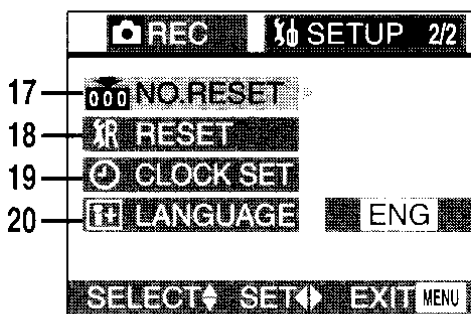 REC SETUP 2/2
17 000 NO.RESET
18 RESET
19 CLOCK SET
20 LANGUAGE ENG
SELECT SET EXIT MENU